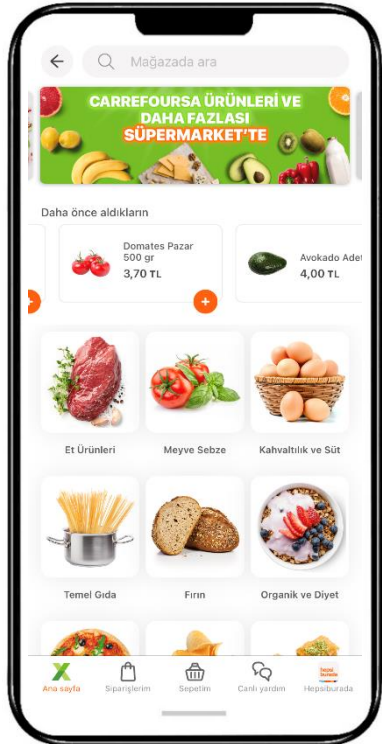 Mağazada ara
CARREFOURSA ÜRÜNLERİ VE
DAHA FAZLASI
SÜPERMARKET'TE
Daha önce aldıkların
Domates Pazar
500 gr
3,70 TL
Avokado Adet
4,00 TL
Et Ürünleri
Meyve Sebze
Kahvaltılık ve Süt
Temel Gıda
Fırın
Organik ve Diyet
Ana sayfa
Siparişlerim
Sepetim
Canlı yardım
Hepsiburada